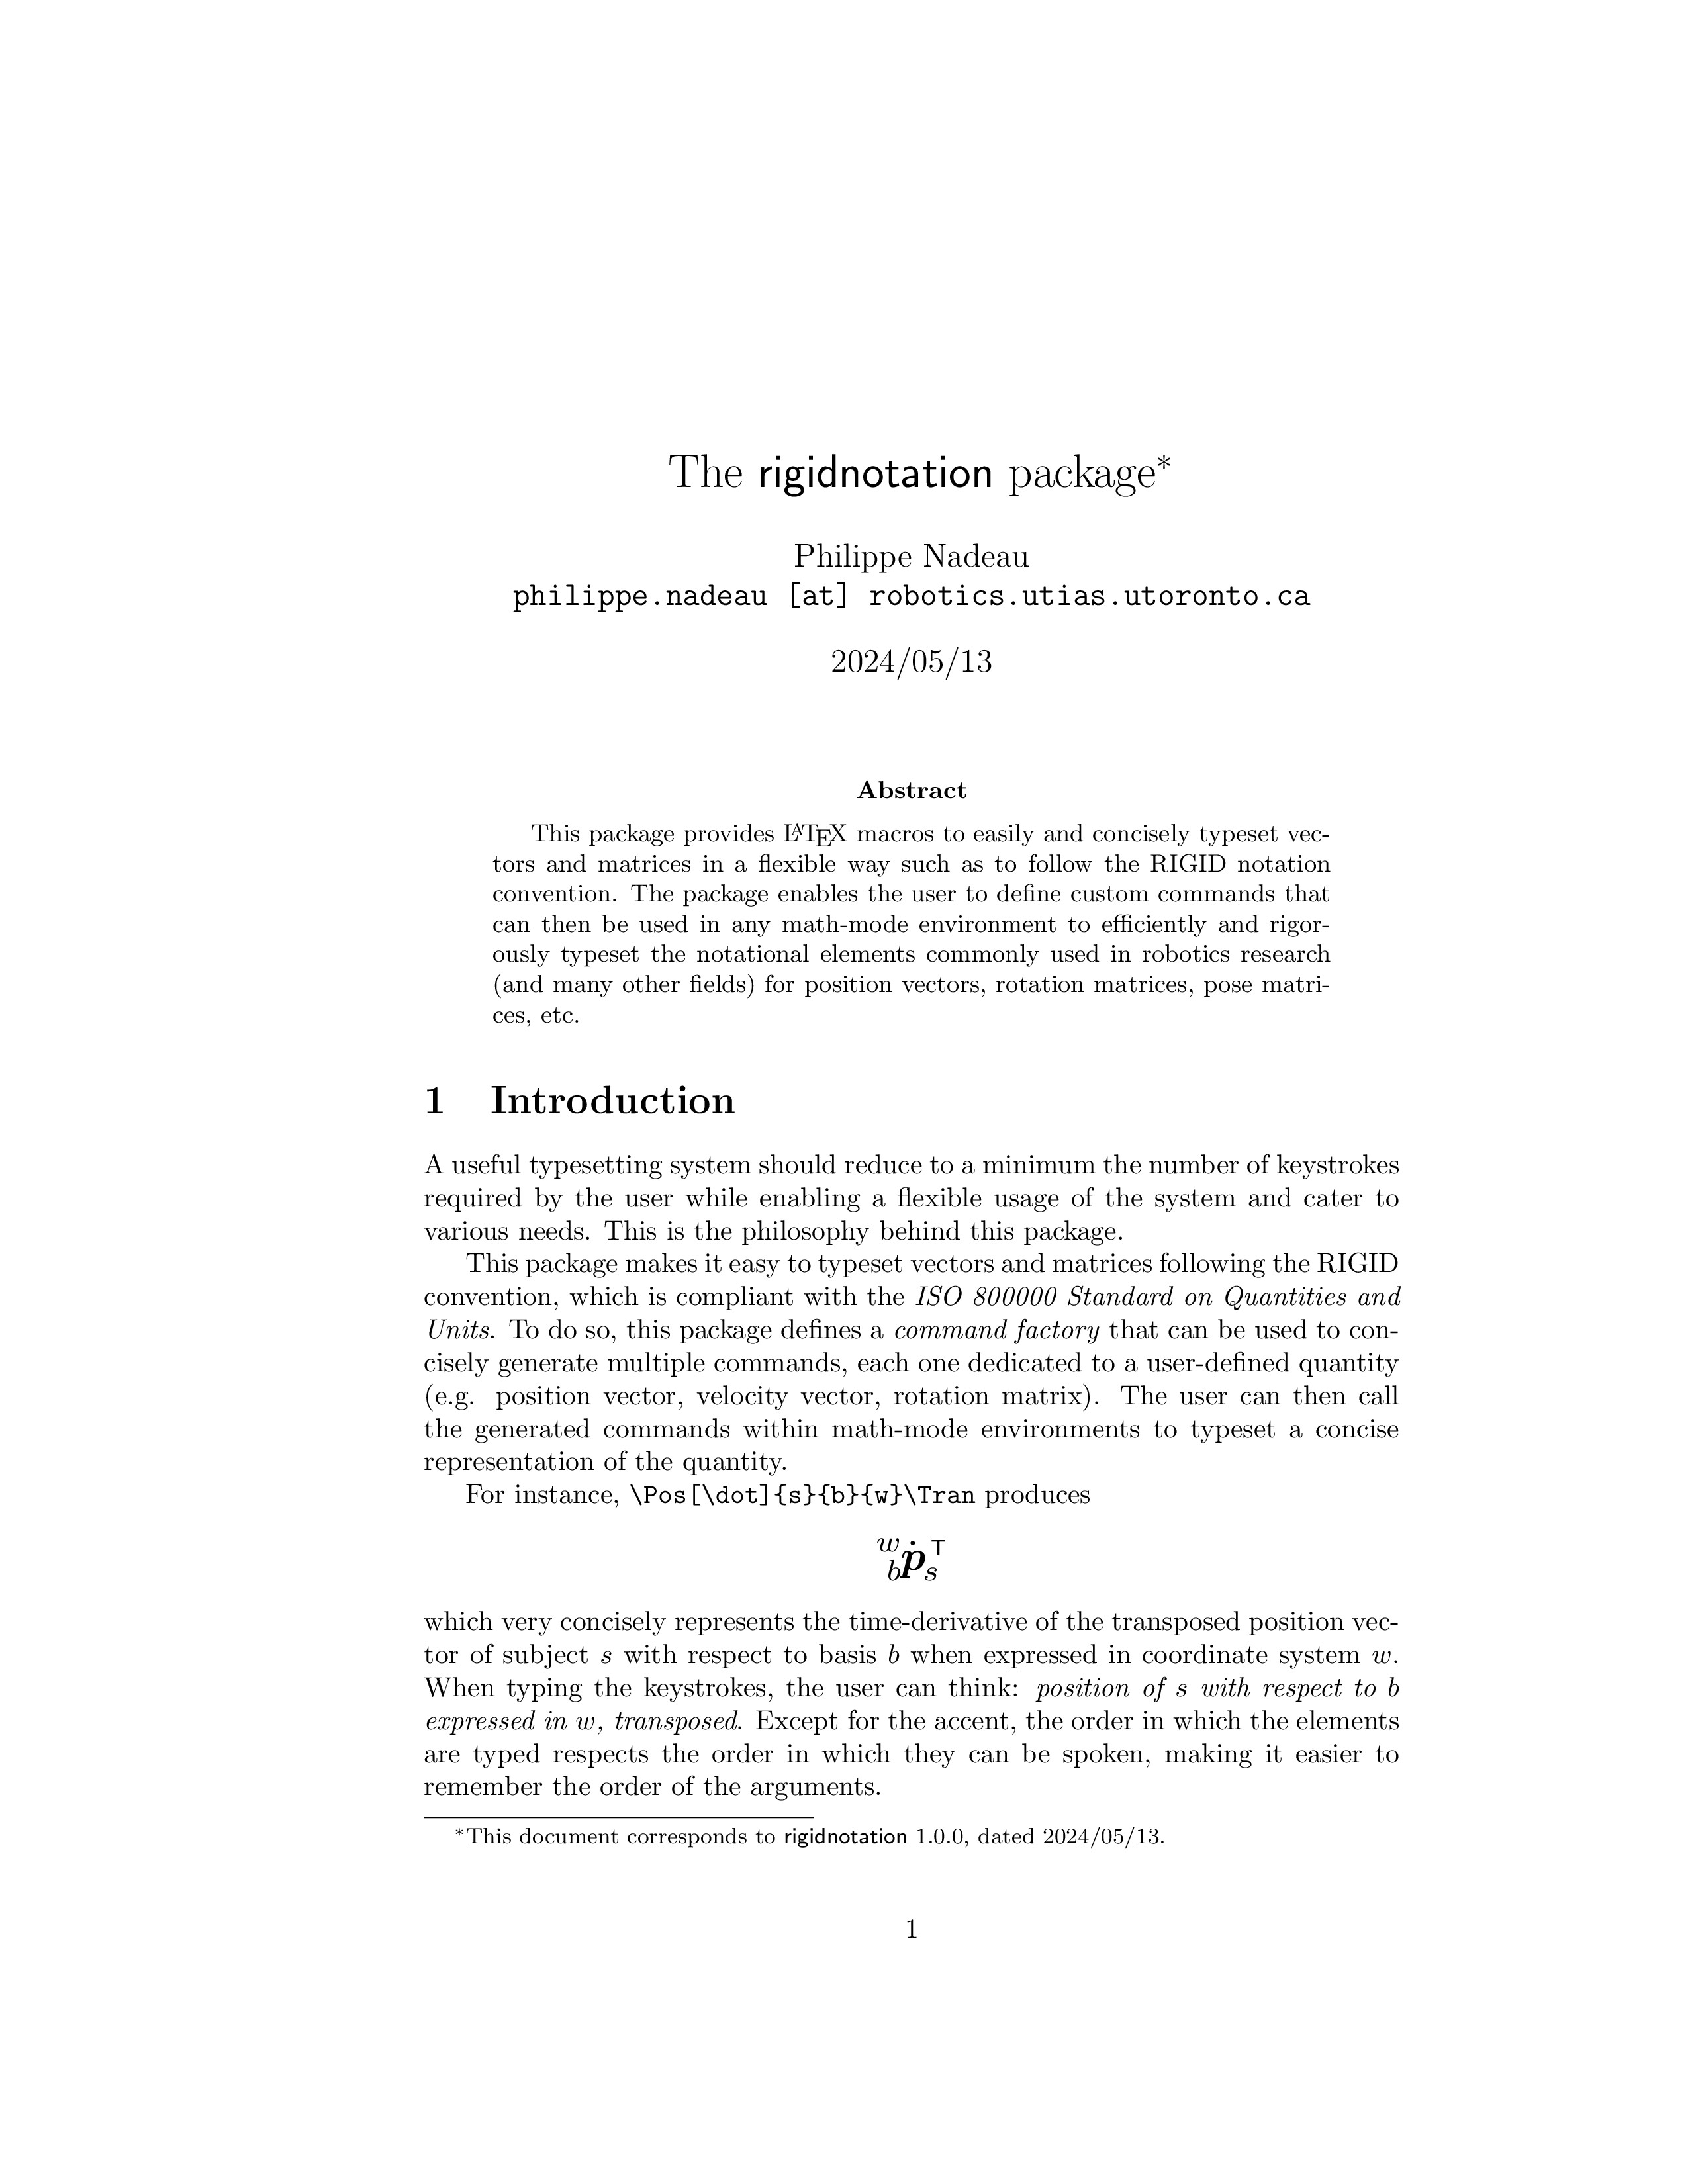 The rigidnotation package*
Philippe Nadeau
philippe.nadeau [at] robotics.utias.utoronto.ca
2024/05/13
Abstract
This package provides LATEX macros to easily and concisely typeset vec-
tors and matrices in a flexible way such as to follow the RIGID notation
convention. The package enables the user to define custom commands that
can then be used in any math-mode environment to efficiently and rigor-
ously typeset the notational elements commonly used in robotics research
(and many other fields) for position vectors, rotation matrices, pose matri-
ces, etc.
1 Introduction
A useful typesetting system should reduce to a minimum the number of keystrokes
required by the user while enabling a flexible usage of the system and cater to
various needs. This is the philosophy behind this package.
This package makes it easy to typeset vectors and matrices following the RIGID
convention, which is compliant with the ISO 800000 Standard on Quantities and
Units. To do so, this package defines a command factory that can be used to con-
cisely generate multiple commands, each one dedicated to a user-defined quantity
(e.g. position vector, velocity vector, rotation matrix). The user can then call
the generated commands within math-mode environments to typeset a concise
representation of the quantity.
For instance, \Pos[\dot]{s}{b}{w}\Tran produces
${}^{w}_{b}\dot{\boldsymbol{p}}_{s}^{\mathsf{T}}$
which very concisely represents the time-derivative of the transposed position vec-
tor of subject s with respect to basis b when expressed in coordinate system w.
When typing the keystrokes, the user can think: position of s with respect to b
expressed in w, transposed. Except for the accent, the order in which the elements
are typed respects the order in which they can be spoken, making it easier to
remember the order of the arguments.
*This document corresponds to rigidnotation 1.0.0, dated 2024/05/13.
1